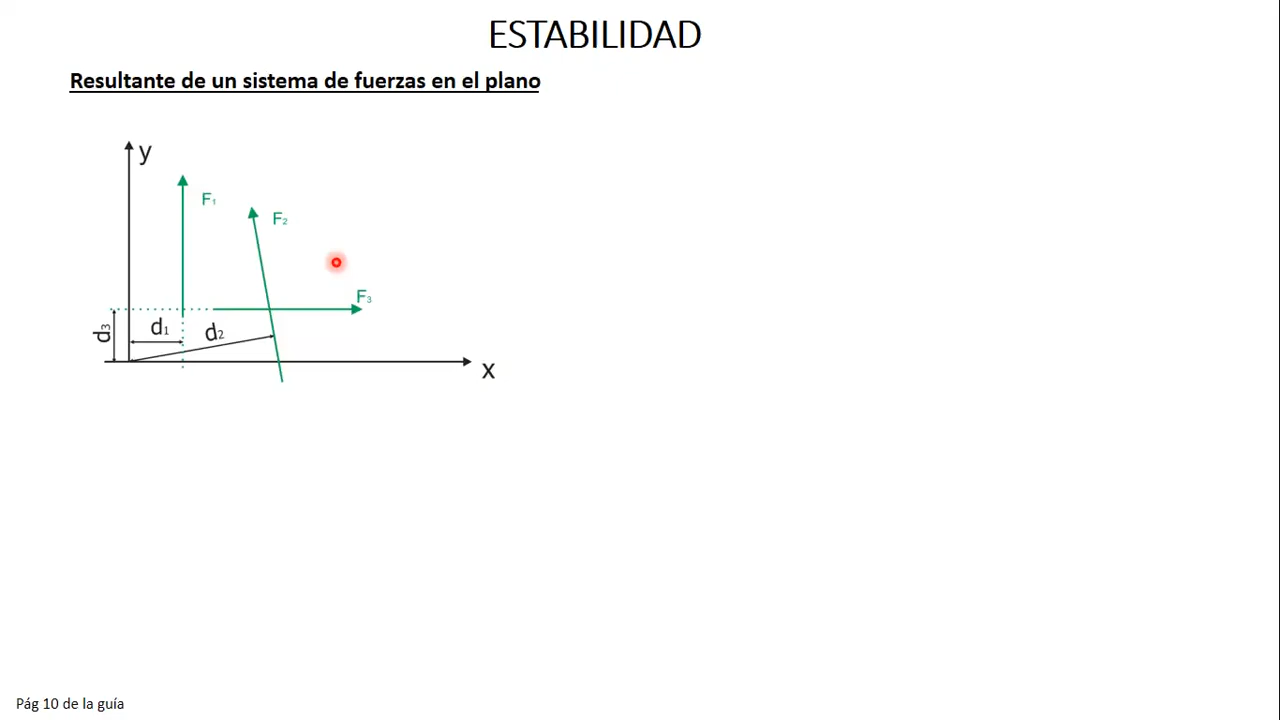 ESTABILIDAD
Resultante de un sistema de fuerzas en el plano
y
F₁
F₂
F₃
d₁
d₂
d₃
x
Pág 10 de la guía